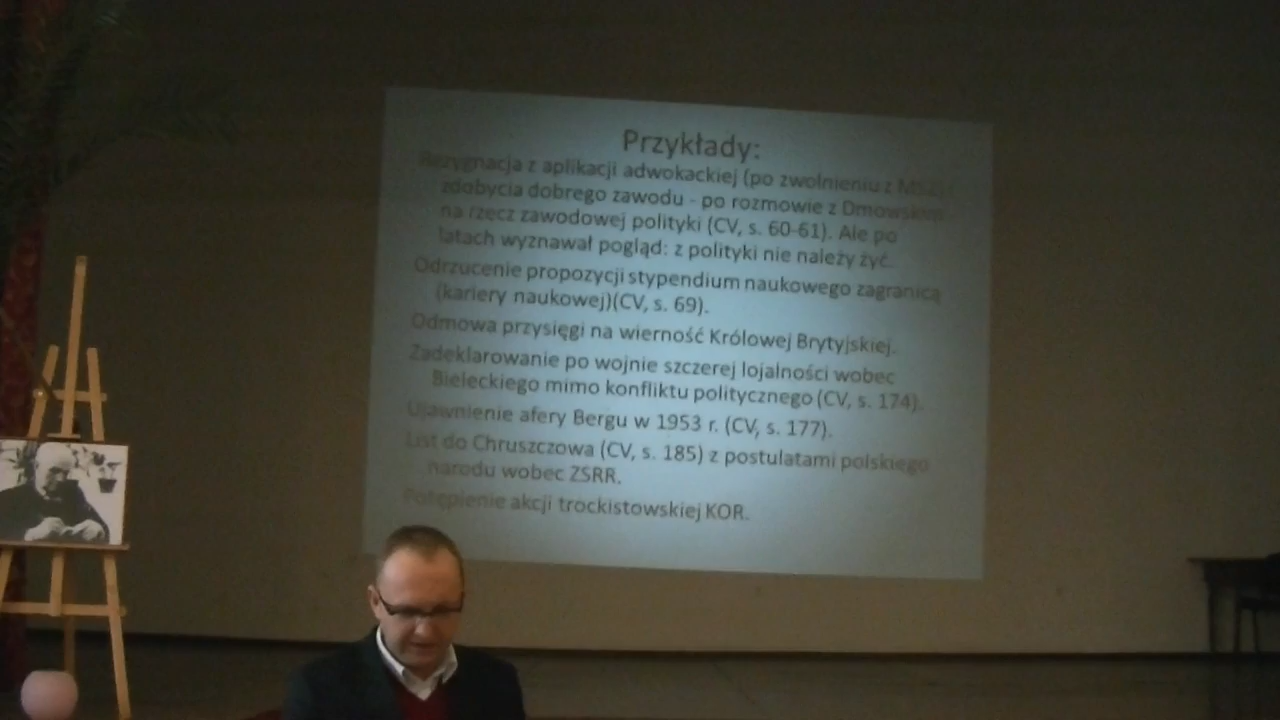 Przykłady:
Rezygnacja z aplikacji adwokackiej (po zwolnieniu z MSZ)
zdobycia dobrego zawodu - po rozmowie z Dmowskim
na rzecz zawodowej polityki (CV, s. 60-61). Ale po
latach wyznawał pogląd: z polityki nie należy żyć.
Odrzucenie propozycji stypendium naukowego zagranicą
(kariery naukowej)(CV, s. 69).
Odmowa przysięgi na wierność Królowej Brytyjskiej.
Zadeklarowanie po wojnie szczerej lojalności wobec
Bieleckiego mimo konfliktu politycznego (CV, s. 174).
Ujawnienie afery Bergu w 1953 r. (CV, s. 177).
List do Chruszczowa (CV, s. 185) z postulatami polskiego
narodu wobec ZSRR.
Potępienie akcji trockistowskiej KOR.